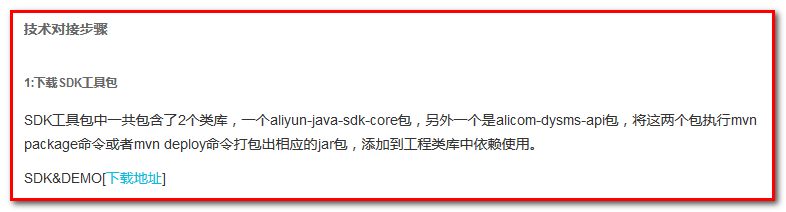 技术对接步骤
1:下载SDK工具包
SDK工具包中一共包含了2个类库，一个aliyun-java-sdk-core包，另外一个是alicom-dysms-api包，将这两个包执行mvn
package命令或者mvn deploy命令打包出相应的jar包，添加到工程类库中依赖使用。
SDK&DEMO[下载地址]